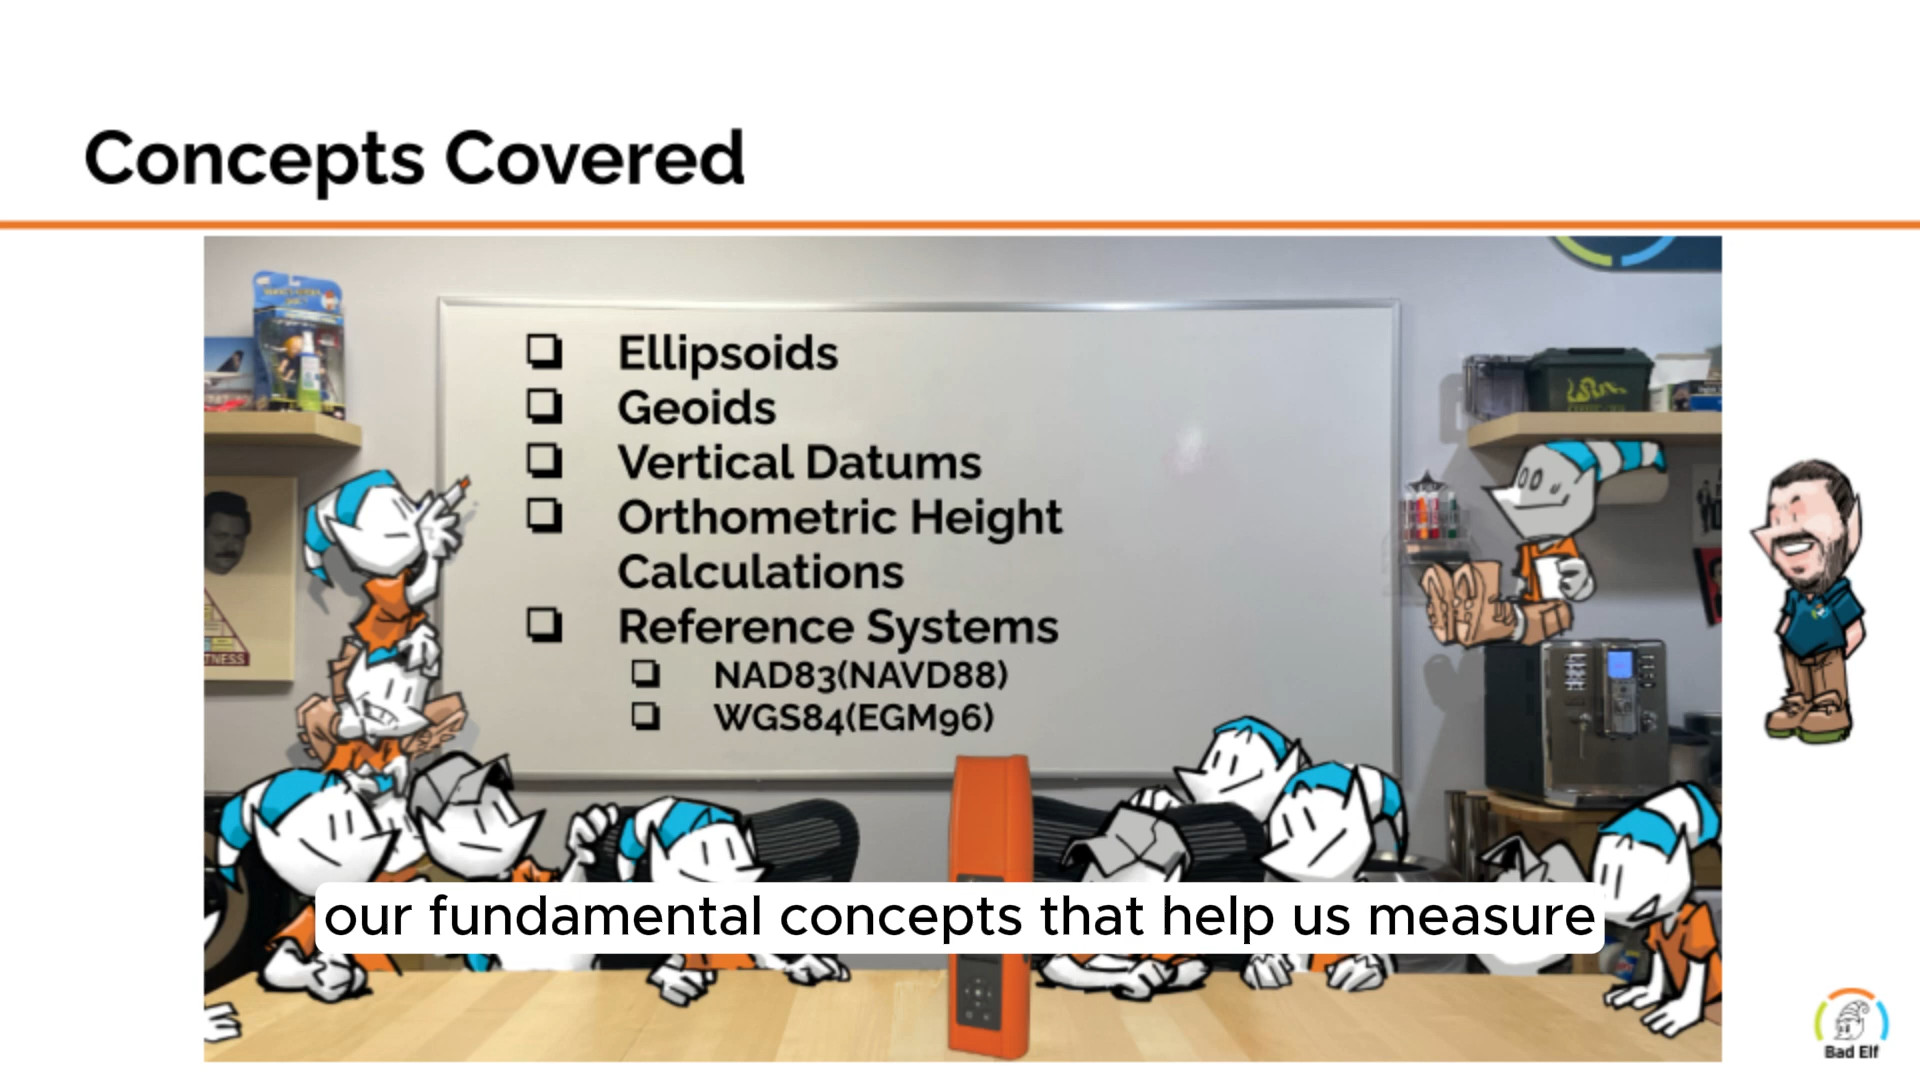 Concepts Covered
❑ Ellipsoids
❑ Geoids
❑ Vertical Datums
❑ Orthometric Height
Calculations
❑ Reference Systems
❑ NAD83(NAVD88)
❑ WGS84(EGM96)
TNESS
our fundamental concepts that help us measure
Bad Elf